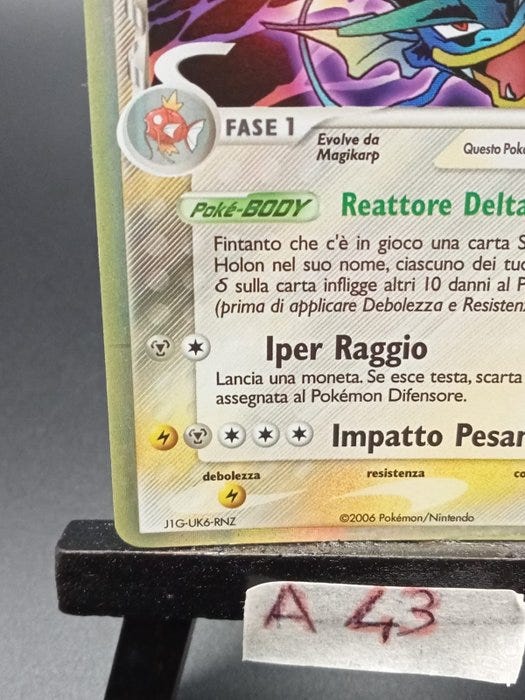 FASE 1
Evolve da
Magikarp
Questo Poké
Poké-BODY Reattore Delta
Fintanto che c'è in gioco una carta S
Holon nel suo nome, ciascuno dei tuo
δ sulla carta infligge altri 10 danni al P
(prima di applicare Debolezza e Resisten
Iper Raggio
Lancia una moneta. Se esce testa, scarta
assegnata al Pokémon Difensore.
Impatto Pesan
debolezza resistenza co
J1G-UK6-RNZ ©2006 Pokémon/Nintendo
A 43